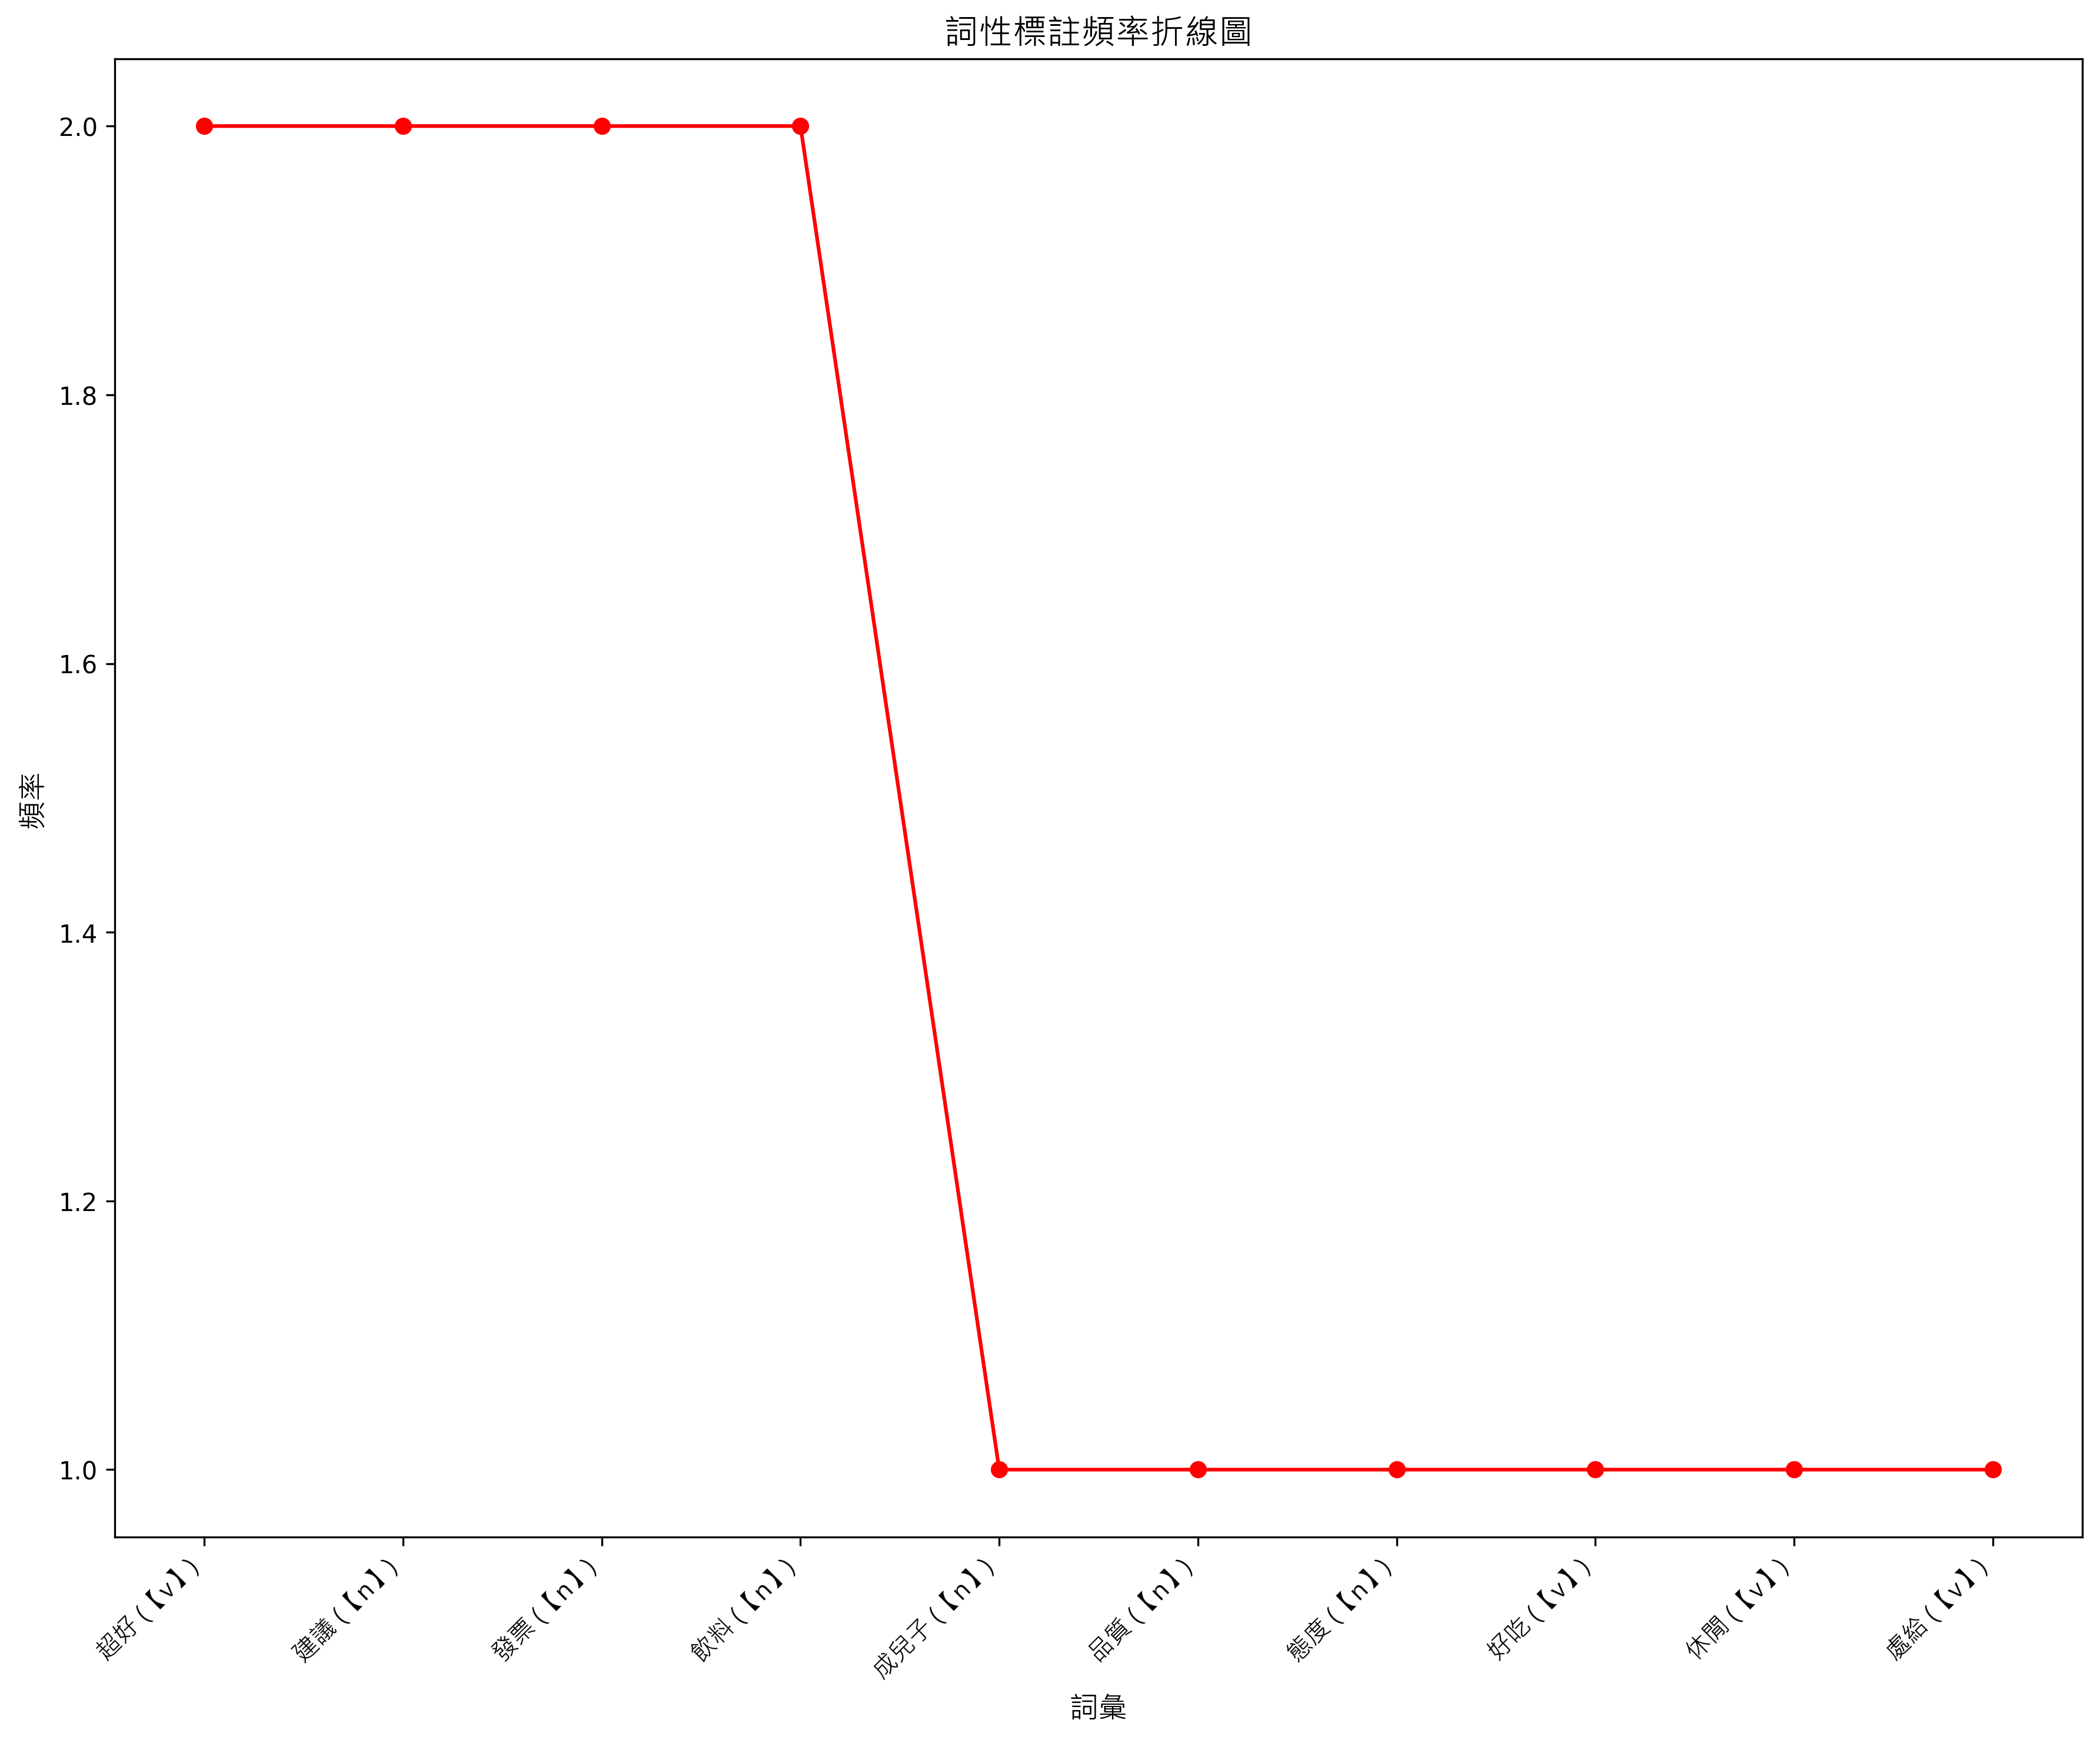 詞性標註頻率折線圖
頻率
2.0
1.8
1.6
1.4
1.2
1.0
超好 (【v】)
建議 (【n】)
發票 (【n】)
飲料 (【n】)
成兒子 (【n】)
品質 (【n】)
態度 (【n】)
好吃 (【v】)
休閒 (【v】)
處給 (【v】)
詞彙